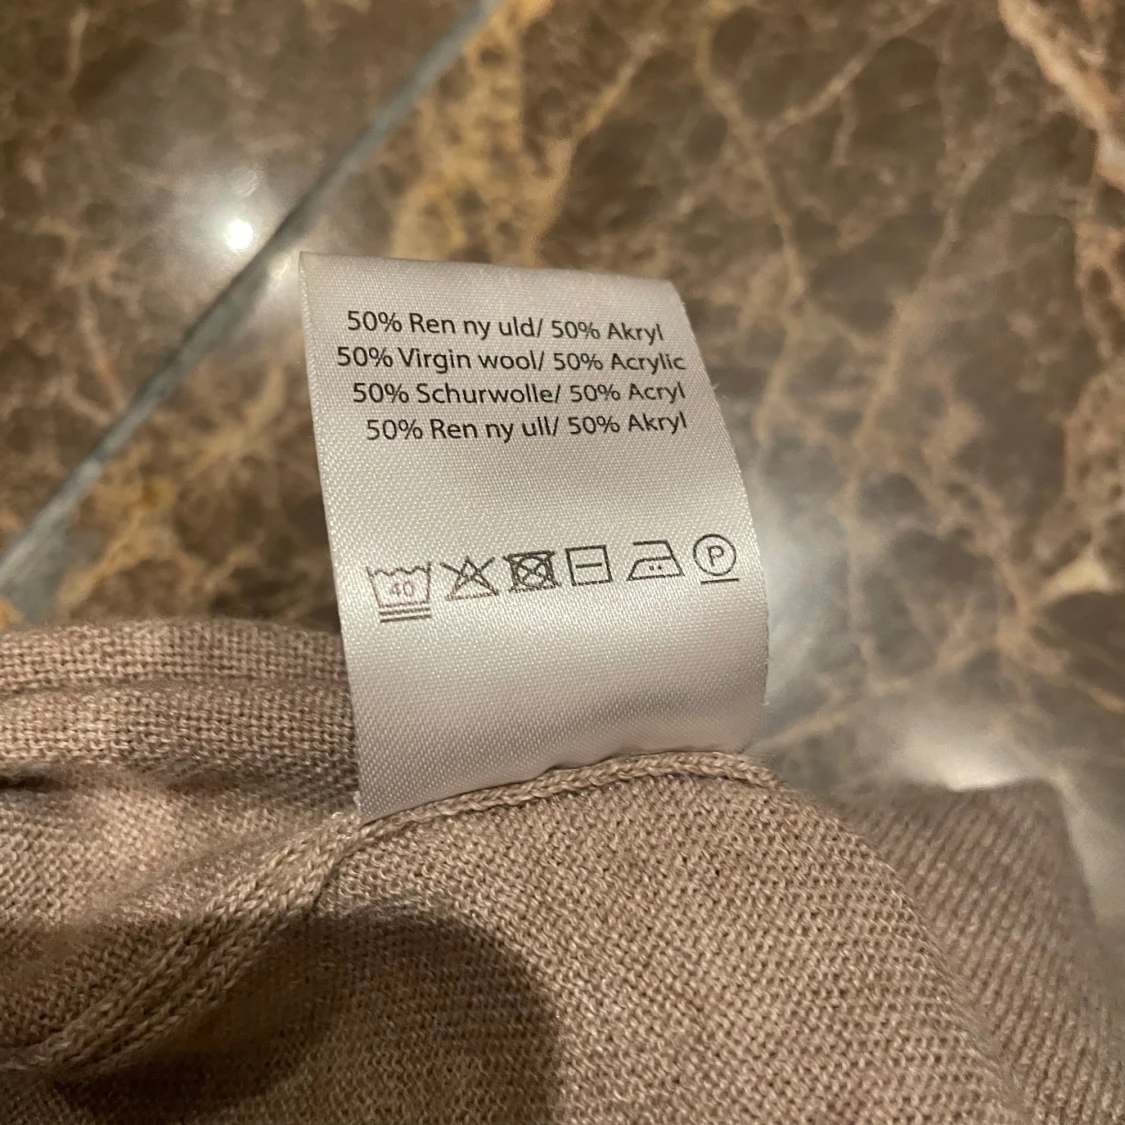 50% Ren ny uld/ 50% Akryl
50% Virgin wool/ 50% Acrylic
50% Schurwolle/ 50% Acryl
50% Ren ny ull/ 50% Akryl
40 P